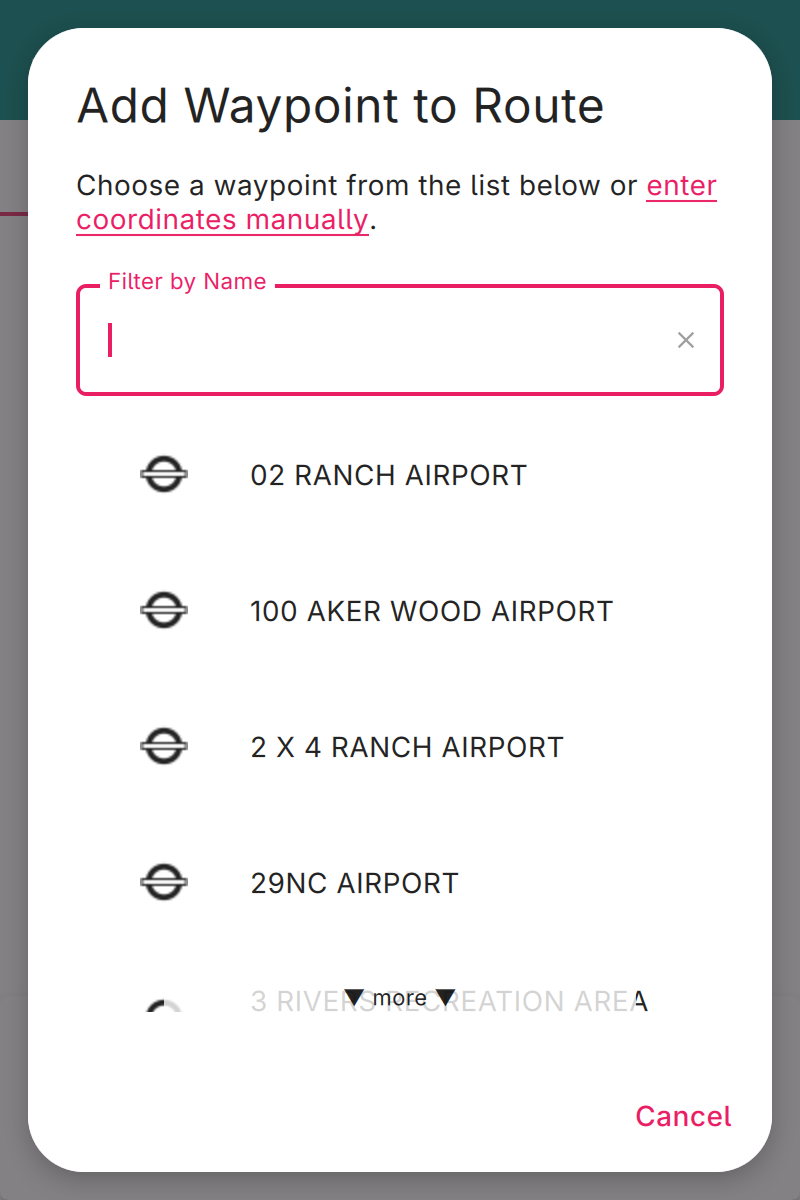 Add Waypoint to Route
Choose a waypoint from the list below or enter
coordinates manually.
Filter by Name
02 RANCH AIRPORT
100 AKER WOOD AIRPORT
2 X 4 RANCH AIRPORT
29NC AIRPORT
3 RIVERS RECREATION AREA
▼ more ▼
Cancel